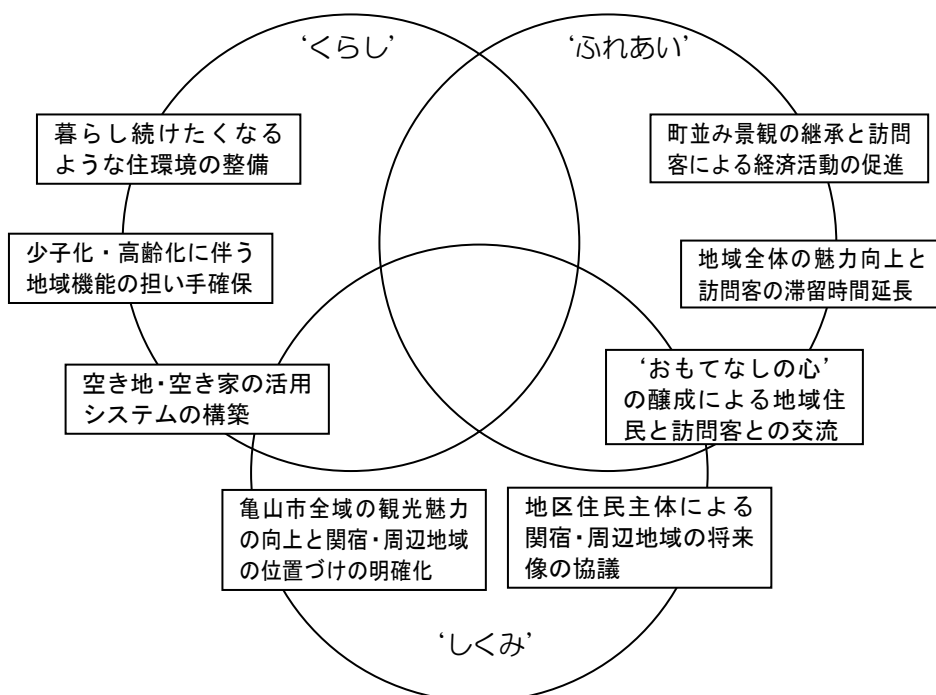 ‘くらし’
‘ふれあい’
暮らし続けたくなる
ような住環境の整備
町並み景観の継承と訪問
客による経済活動の促進
少子化・高齢化に伴う
地域機能の担い手確保
地域全体の魅力向上と
訪問客の滞留時間延長
空き地・空き家の活用
システムの構築
‘おもてなしの心’
の醸成による地域住
民と訪問客との交流
亀山市全域の観光魅力
の向上と関宿・周辺地域
の位置づけの明確化
地区住民主体による
関宿・周辺地域の将来
像の協議
‘しくみ’